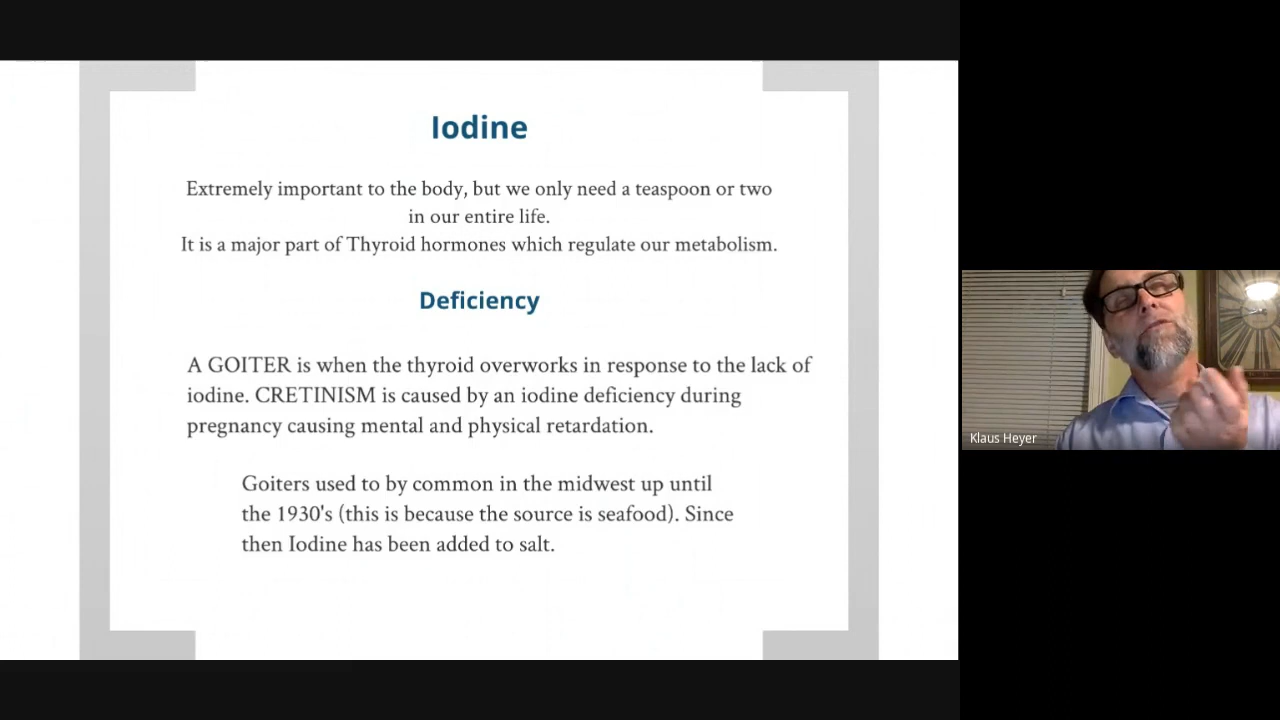 Iodine
Extremely important to the body, but we only need a teaspoon or two
in our entire life.
It is a major part of Thyroid hormones which regulate our metabolism.
Deficiency
A GOITER is when the thyroid overworks in response to the lack of
iodine. CRETINISM is caused by an iodine deficiency during
pregnancy causing mental and physical retardation.
Goiters used to by common in the midwest up until
the 1930's (this is because the source is seafood). Since
then Iodine has been added to salt.
Klaus Heyer